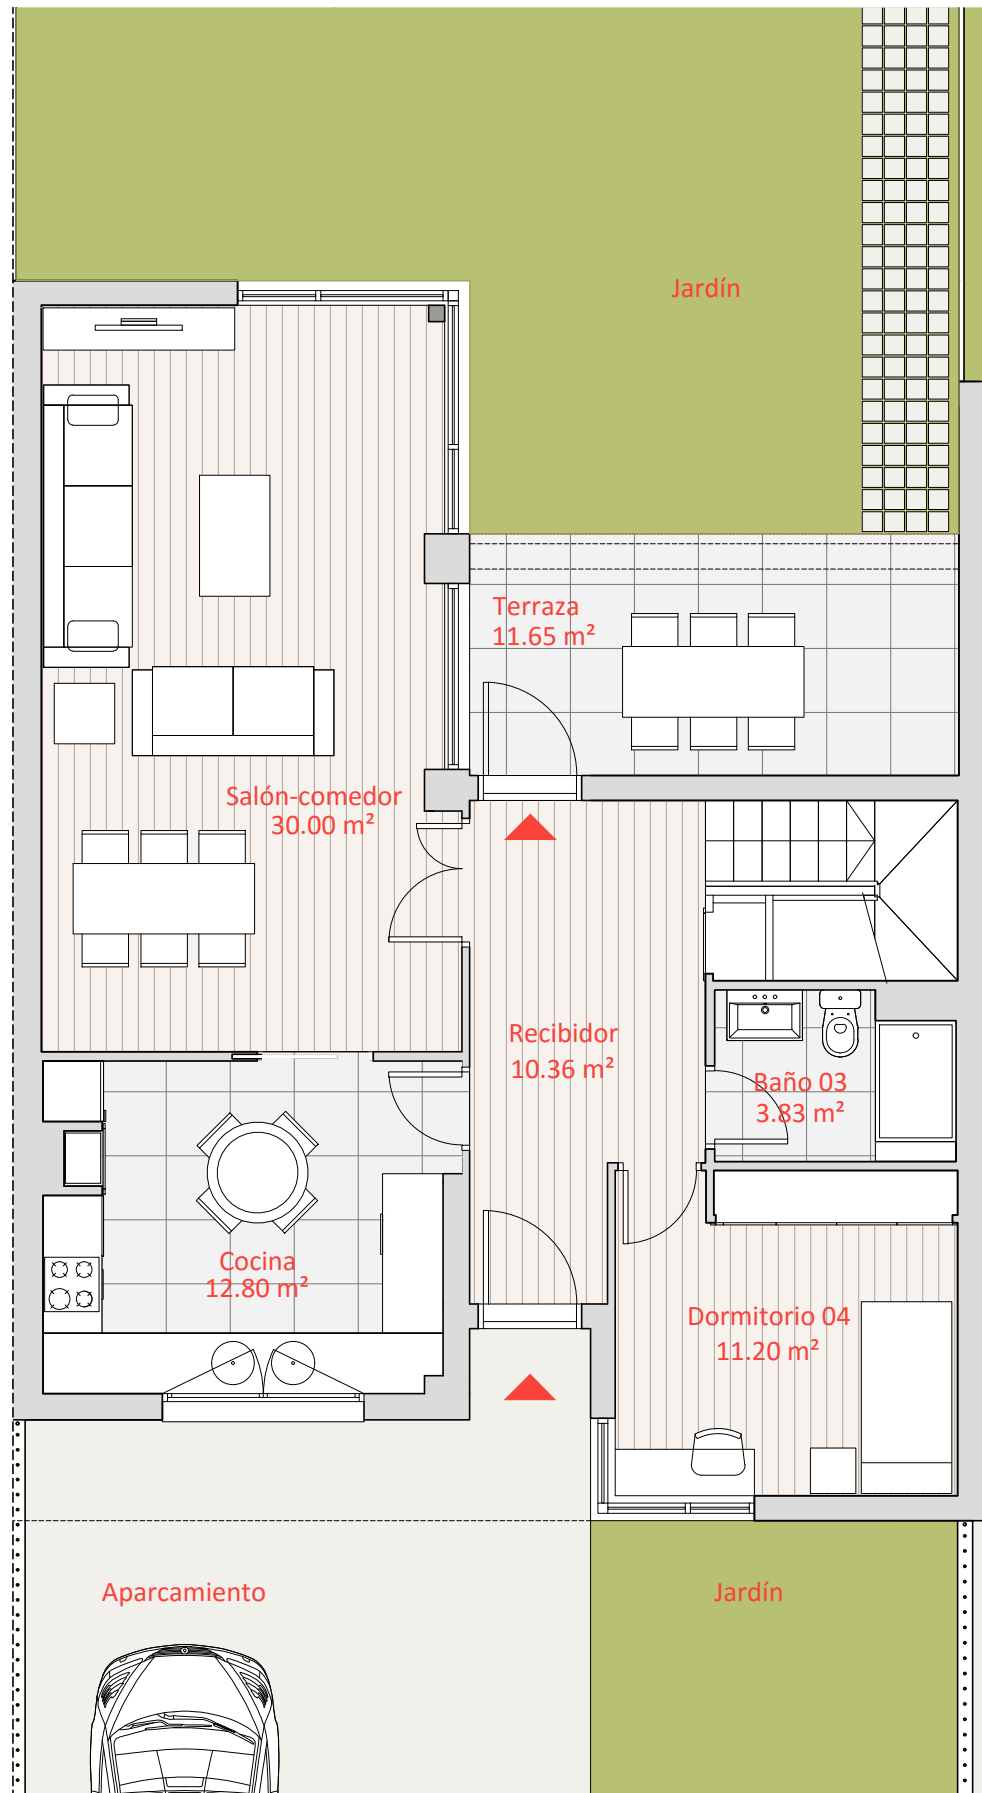 Jardín
Terraza
11.65 m²
Salón-comedor
30.00 m²
Recibidor
10.36 m²
Baño 03
3.83 m²
Cocina
12.80 m²
Dormitorio 04
11.20 m²
Aparcamiento
Jardín